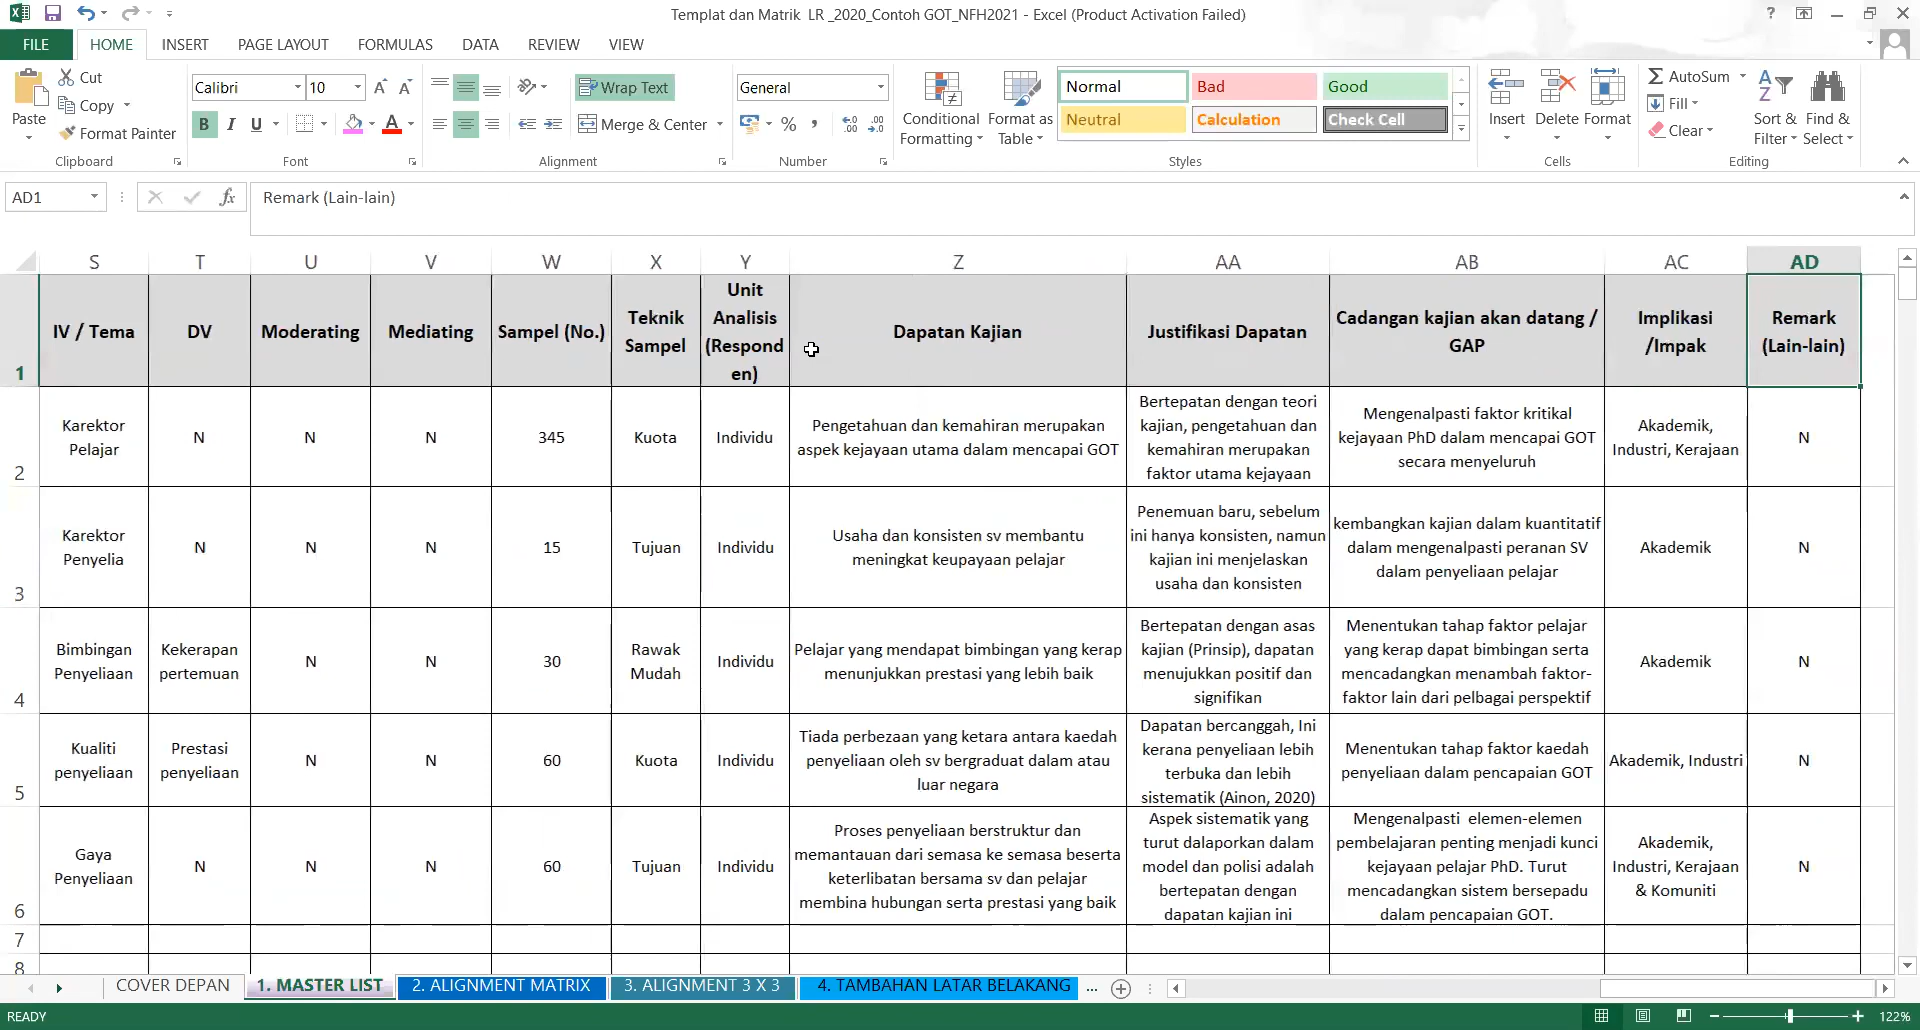 Templat dan Matrik LR _2020_Contoh GOT_NFH2021 - Excel (Product Activation Failed)
FILE HOME INSERT PAGE LAYOUT FORMULAS DATA REVIEW VIEW
Paste
Cut
Copy
Format Painter
Clipboard
Calibri 10
B I U
Font
Wrap Text
Merge & Center
Alignment
General
Number
Conditional Formatting
Format as Table
Normal Bad Good
Neutral Calculation Check Cell
Styles
Insert Delete Format
Cells
AutoSum
Fill
Clear
Sort & Filter
Find & Select
Editing
AD1
fx
Remark (Lain-lain)
S T U V W X Y Z AA AB AC AD
1
IV / Tema
DV
Moderating
Mediating
Sampel (No.)
Teknik
Sampel
Unit
Analisis
(Respond
en)
Dapatan Kajian
Justifikasi Dapatan
Cadangan kajian akan datang /
GAP
Implikasi
/Impak
Remark
(Lain-lain)
2
Karektor
Pelajar
N
N
N
345
Kuota
Individu
Pengetahuan dan kemahiran merupakan
aspek kejayaan utama dalam mencapai GOT
Bertepatan dengan teori
kajian, pengetahuan dan
kemahiran merupakan
faktor utama kejayaan
Mengenalpasti faktor kritikal
kejayaan PhD dalam mencapai GOT
secara menyeluruh
Akademik,
Industri, Kerajaan
N
3
Karektor
Penyelia
N
N
N
15
Tujuan
Individu
Usaha dan konsisten sv membantu
meningkat keupayaan pelajar
Penemuan baru, sebelum
ini hanya konsisten, namun
kajian ini menjelaskan
usaha dan konsisten
kembangkan kajian dalam kuantitatif
dalam mengenalpasti peranan SV
dalam penyeliaan pelajar
Akademik
N
4
Bimbingan
Penyeliaan
Kekerapan
pertemuan
N
N
30
Rawak
Mudah
Individu
Pelajar yang mendapat bimbingan yang kerap
menunjukkan prestasi yang lebih baik
Bertepatan dengan asas
kajian (Prinsip), dapatan
menujukkan positif dan
signifikan
Menentukan tahap faktor pelajar
yang kerap dapat bimbingan serta
mencadangkan menambah faktor-
faktor lain dari pelbagai perspektif
Akademik
N
5
Kualiti
penyeliaan
Prestasi
penyeliaan
N
N
60
Kuota
Individu
Tiada perbezaan yang ketara antara kaedah
penyeliaan oleh sv bergraduat dalam atau
luar negara
Dapatan bercanggah, Ini
kerana penyeliaan lebih
terbuka dan lebih
sistematik (Ainon, 2020)
Menentukan tahap faktor kaedah
penyeliaan dalam pencapaian GOT
Akademik, Industri
N
6
Gaya
Penyeliaan
N
N
N
60
Tujuan
Individu
Proses penyeliaan berstruktur dan
memantauan dari semasa ke semasa beserta
keterlibatan bersama sv dan pelajar
membina hubungan serta prestasi yang baik
Aspek sistematik yang
turut dalaporkan dalam
model dan polisi adalah
bertepatan dengan
dapatan kajian ini
Mengenalpasti elemen-elemen
pembelajaran penting menjadi kunci
kejayaan pelajar PhD. Turut
mencadangkan sistem bersepadu
dalam pencapaian GOT.
Akademik,
Industri, Kerajaan
& Komuniti
N
7
8
COVER DEPAN 1. MASTER LIST 2. ALIGNMENT MATRIX 3. ALIGNMENT 3 X 3 4. TAMBAHAN LATAR BELAKANG ...
READY
122%